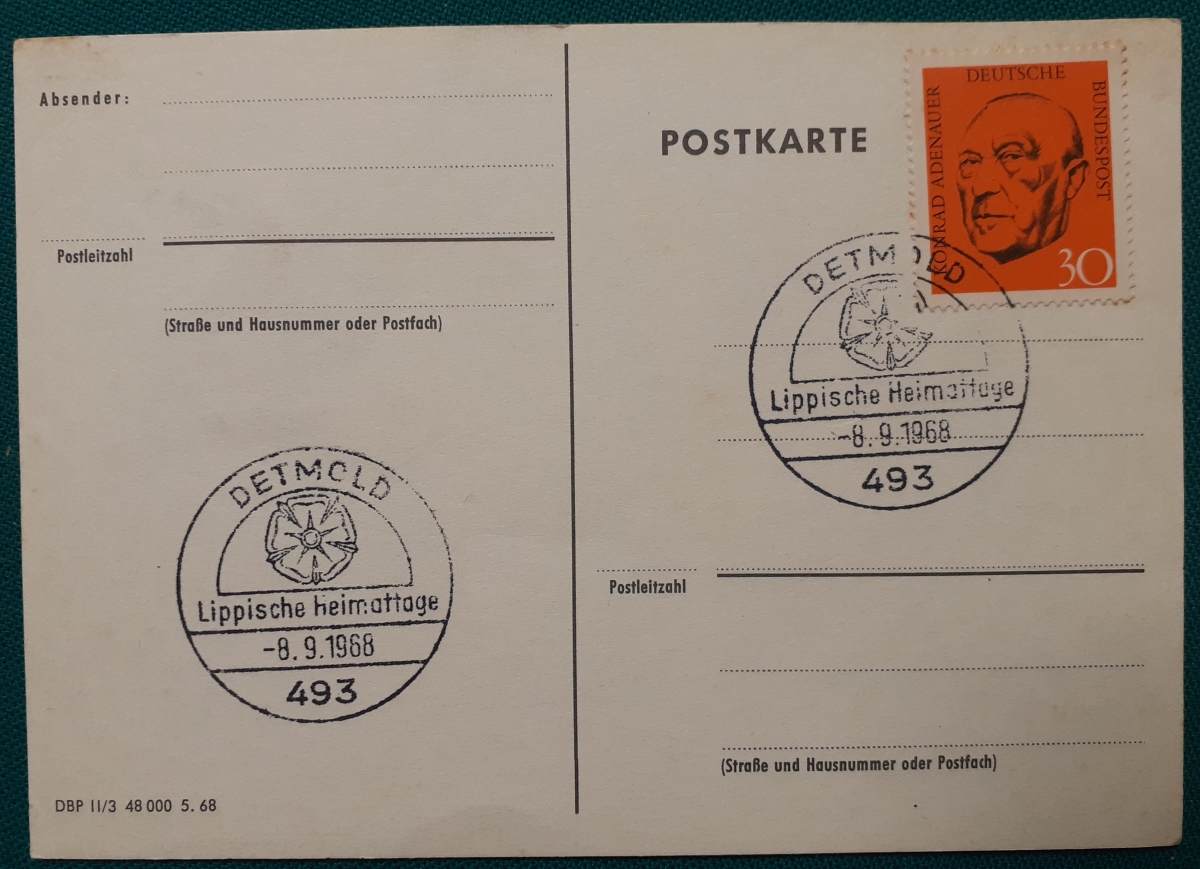 Absender:
Postleitzahl
(Straße und Hausnummer oder Postfach)
DETMOLD
Lippische Heimattage
-8.9.1968
493
DBP II/3 48 000 5.68
POSTKARTE
DEUTSCHE
BUNDESPOST
KONRAD ADENAUER
30
DETMOLD
Lippische Heimattage
-8.9.1968
493
Postleitzahl
(Straße und Hausnummer oder Postfach)